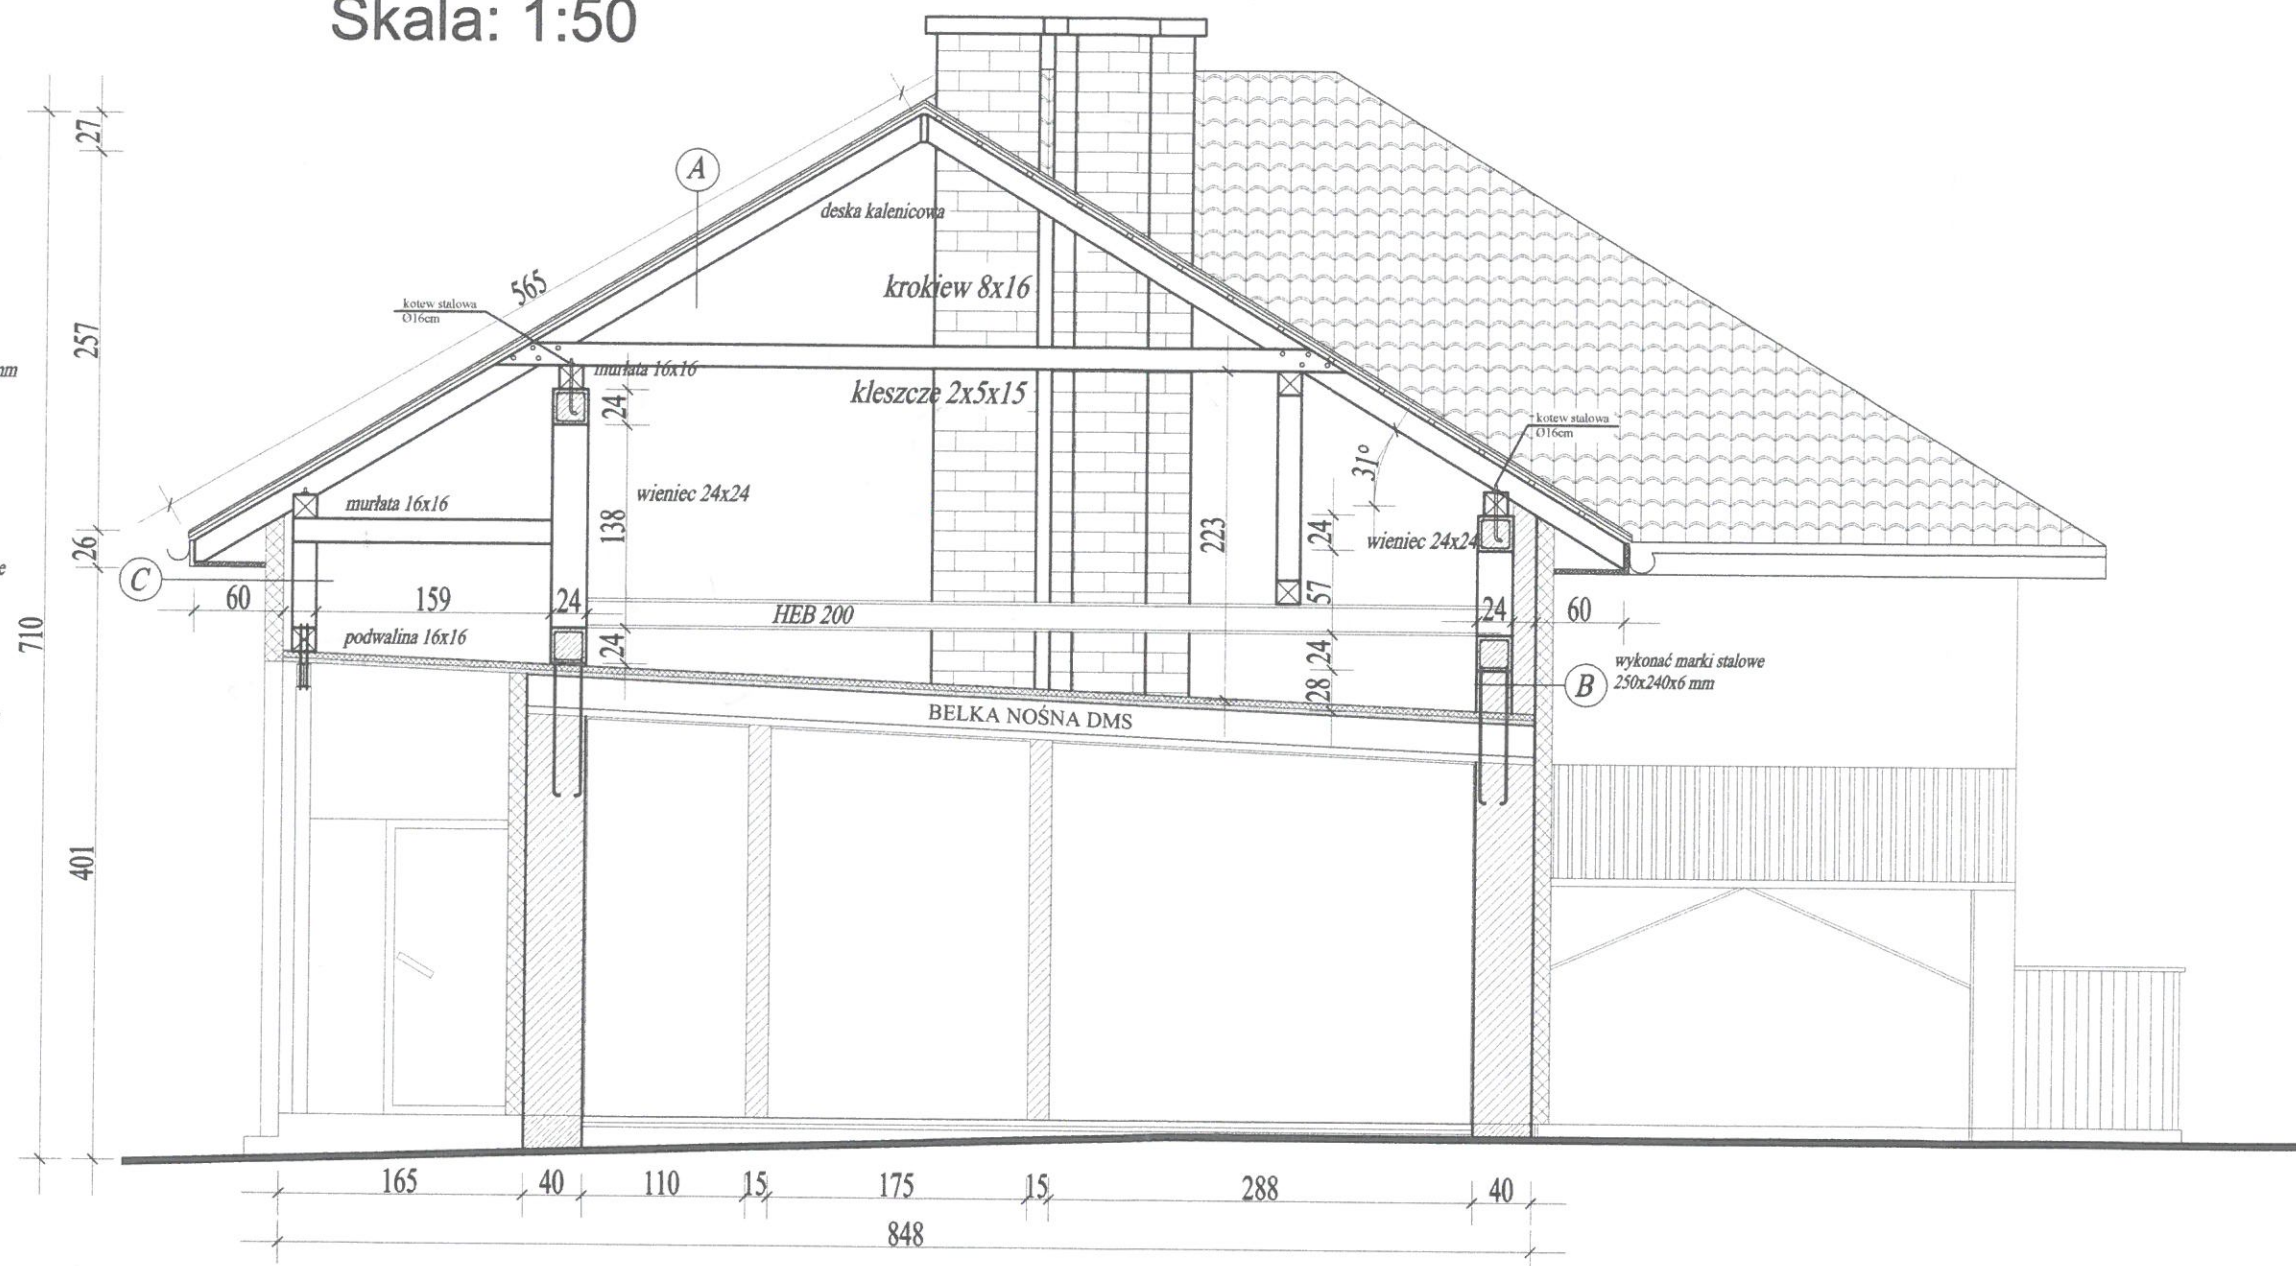 Skala: 1:50
27
A
deska kalenicowa
565
krokiew 8x16
kotew stalowa
Ø16cm
257
mm
murłata 16x16
kleszcze 2x5x15
24
kotew stalowa
Ø16cm
31°
wieniec 24x24
murłata 16x16
138
223
24
wieniec 24x24
26
e
C
60
159
24
HEB 200
57
24
60
710
podwalina 16x16
24
24
wykonać marki stalowe
250x240x6 mm
B
28
BELKA NOŚNA DMS
401
165
40
110
15
175
15
288
40
848